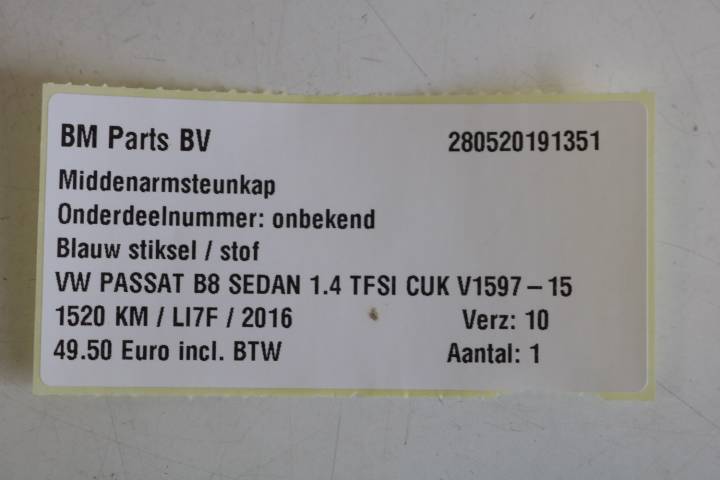 BM Parts BV 280520191351
Middenarmsteunkap
Onderdeelnummer: onbekend
Blauw stiksel / stof
VW PASSAT B8 SEDAN 1.4 TFSI CUK V1597 – 15
1520 KM / LI7F / 2016 Verz: 10
49.50 Euro incl. BTW Aantal: 1